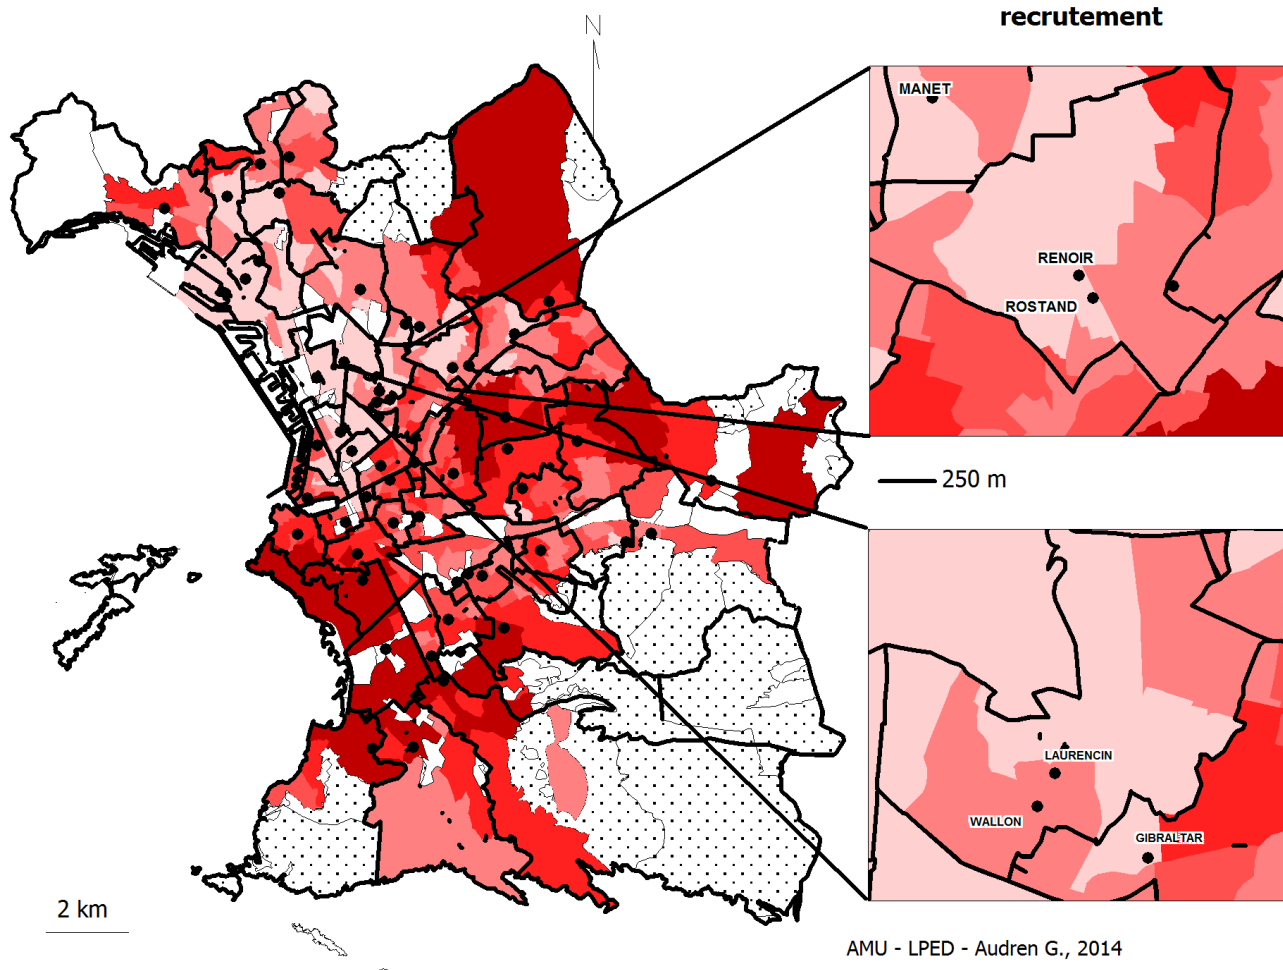 recrutement
N
MANET
RENOIR
ROSTAND
250 m
LAURENCIN
WALLON
GIBRALTAR
2 km
AMU - LPED - Audren G., 2014